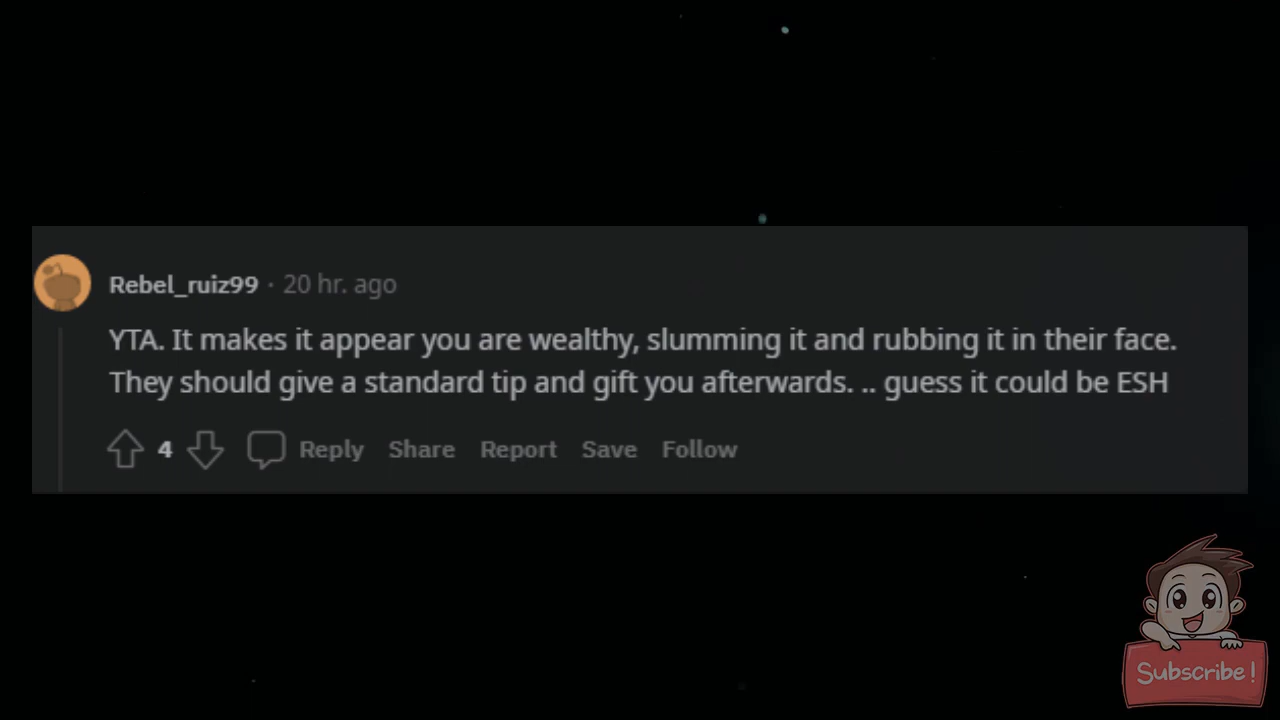 Rebel_ruiz99 · 20 hr. ago
YTA. It makes it appear you are wealthy, slumming it and rubbing it in their face.
They should give a standard tip and gift you afterwards. .. guess it could be ESH
4 Reply Share Report Save Follow
Subscribe!